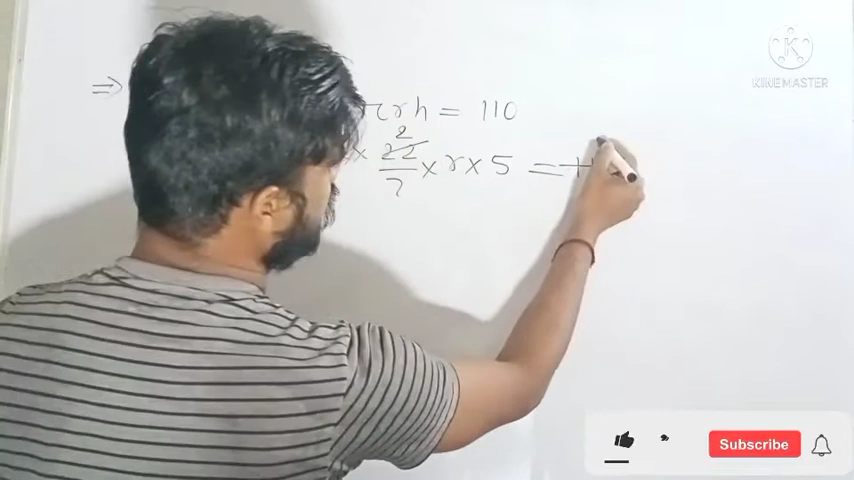 ⇒ πrh = 110
× 22/7 × r × 5 =
2
KINEMASTER
Subscribe